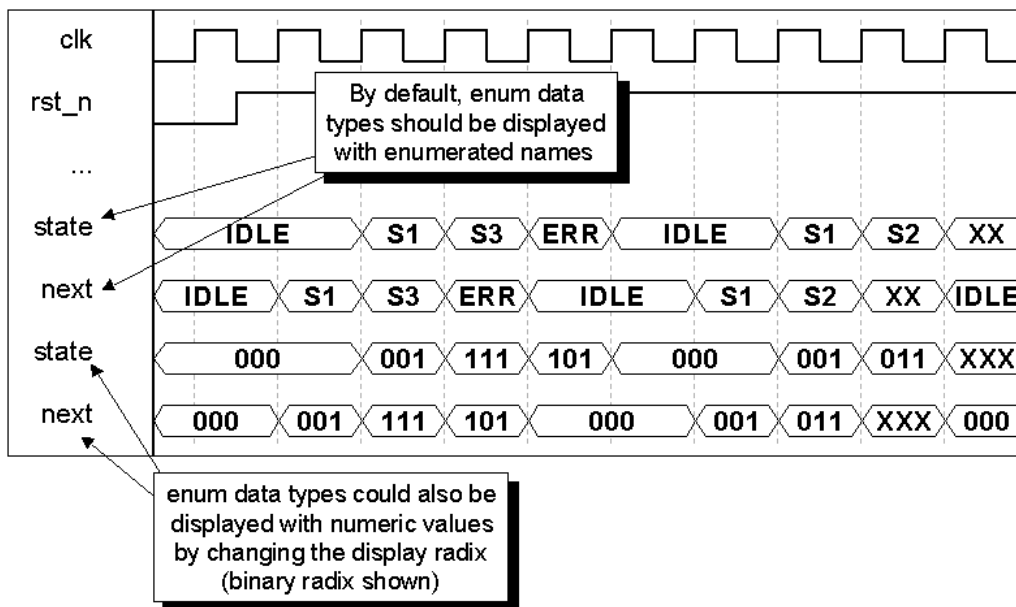 clk
rst_n
By default, enum data
types should be displayed
with enumerated names
...
state IDLE S1 S3 ERR IDLE S1 S2 XX
next IDLE S1 S3 ERR IDLE S1 S2 XX IDLE
state 000 001 111 101 000 001 011 XXX
next 000 001 111 101 000 001 011 XXX 000
enum data types could also be
displayed with numeric values
by changing the display radix
(binary radix shown)